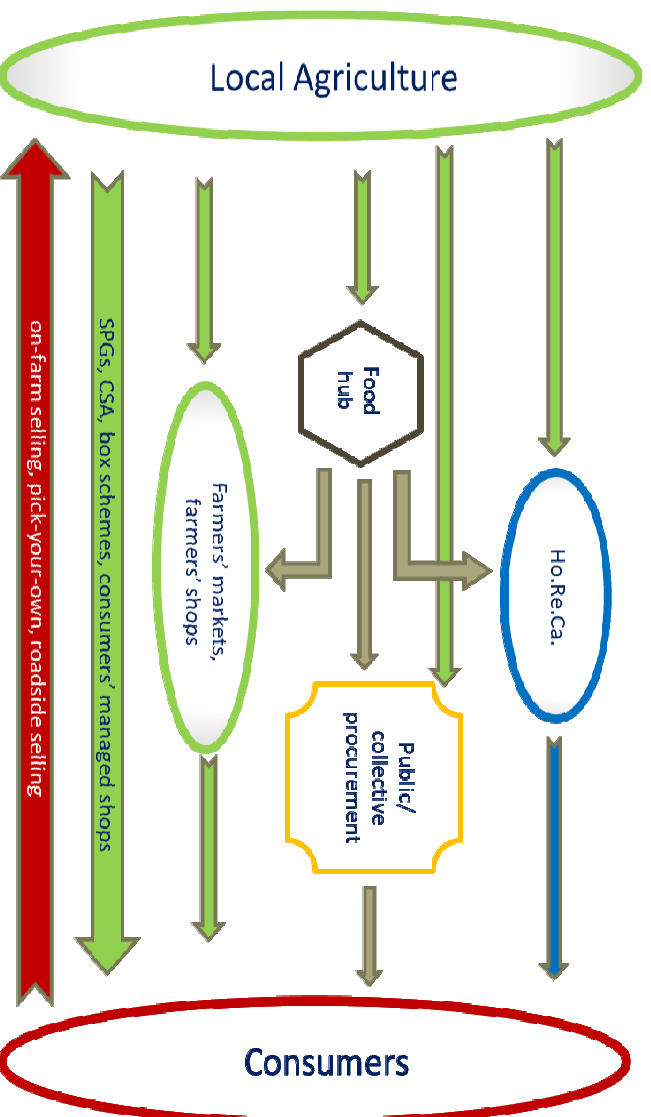 Local Agriculture
on-farm selling, pick-your-own, roadside selling
SPGs, CSA, box schemes, consumers’ managed shops
Farmers’ markets,
farmers’ shops
Food
hub
Public/
collective
procurement
Ho.Re.Ca.
Consumers